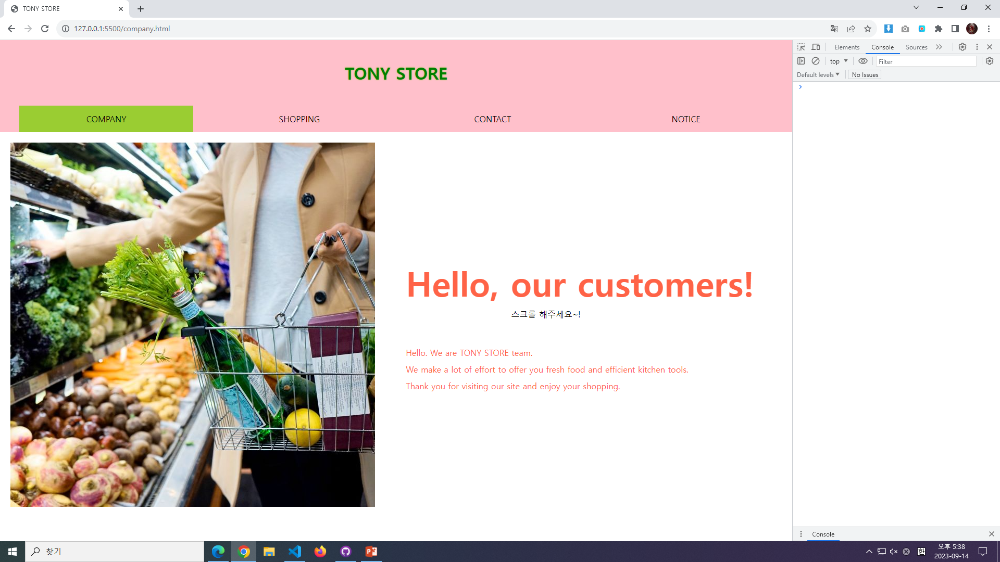 TONY STORE
127.0.0.1:5500/company.html
Elements
Console
Sources
top
Filter
Default levels
No Issues
TONY STORE
COMPANY
SHOPPING
CONTACT
NOTICE
Hello, our customers!
스크롤 해주세요~!
Hello. We are TONY STORE team.
We make a lot of effort to offer you fresh food and efficient kitchen tools.
Thank you for visiting our site and enjoy your shopping.
Console
찾기
한
오후 5:38
2023-09-14